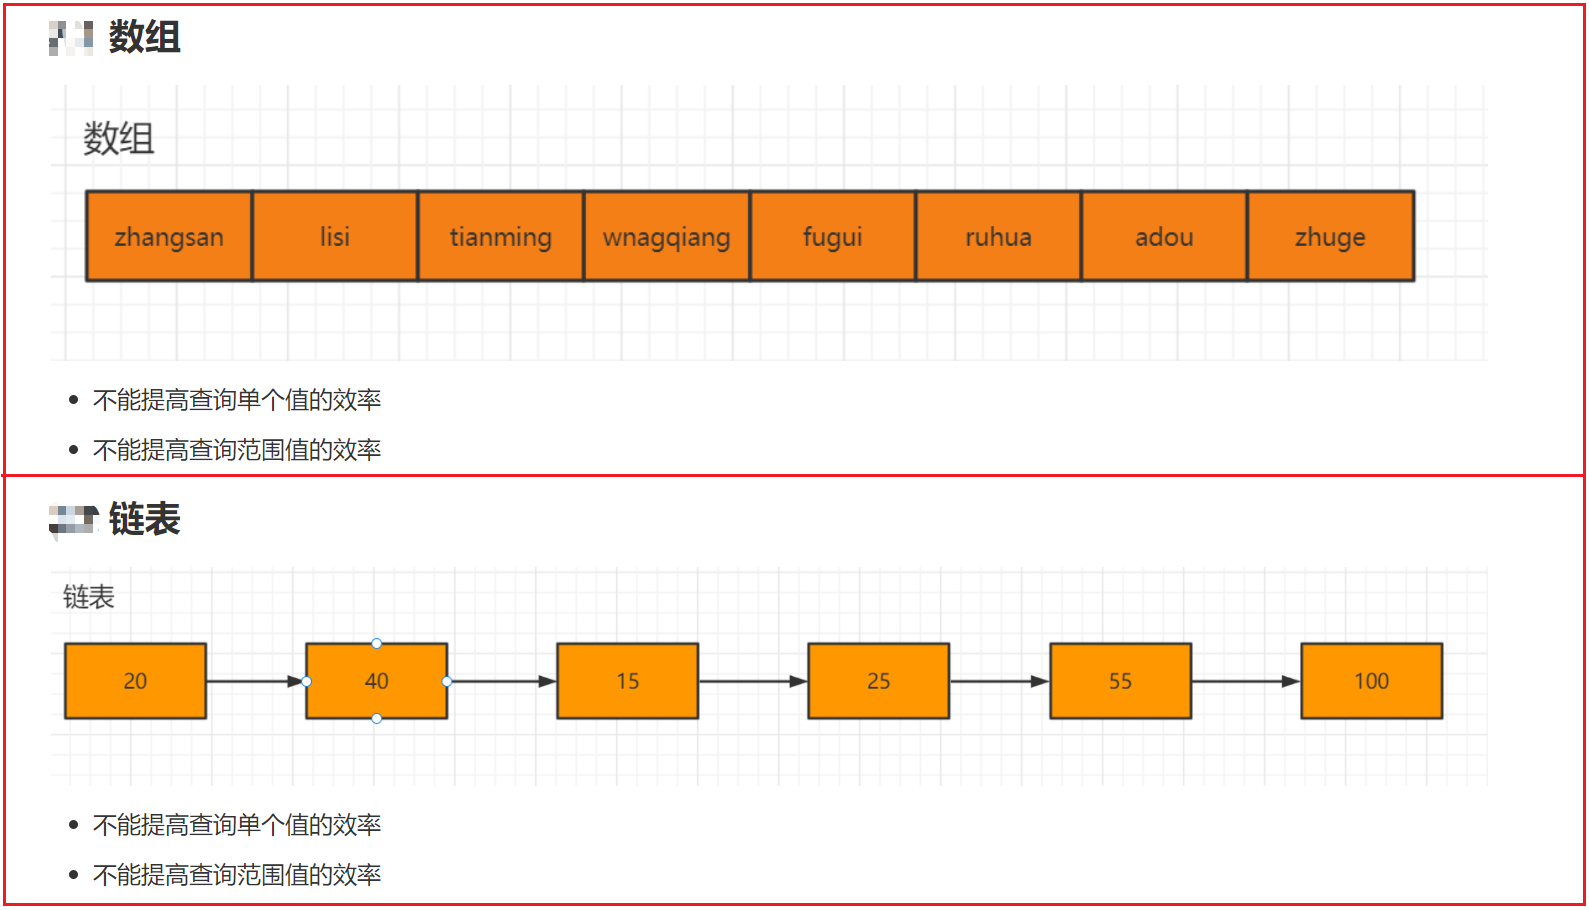 数组
数组
zhangsan lisi tianming wnagqiang fugui ruhua adou zhuge
不能提高查询单个值的效率
不能提高查询范围值的效率
链表
链表
20 40 15 25 55 100
不能提高查询单个值的效率
不能提高查询范围值的效率